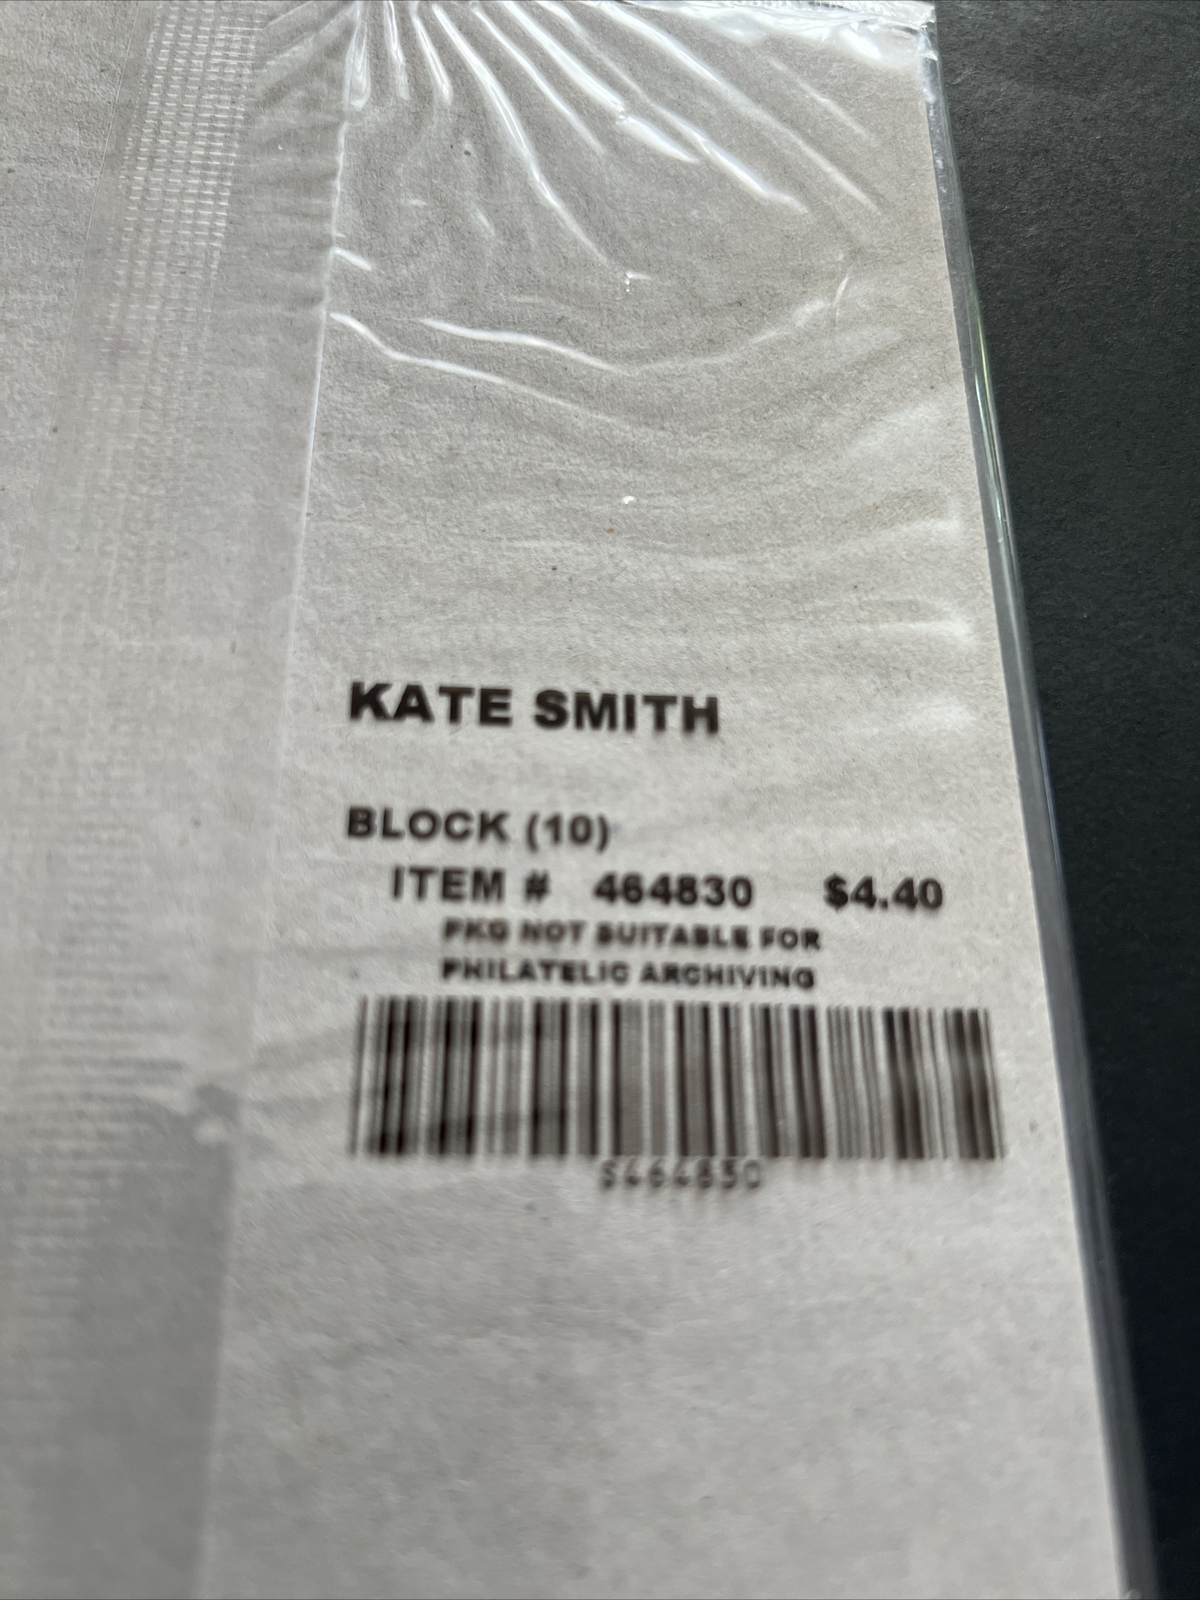 KATE SMITH
BLOCK (10)
ITEM # 464830 $4.40
PKG NOT SUITABLE FOR
PHILATELIC ARCHIVING
S464830